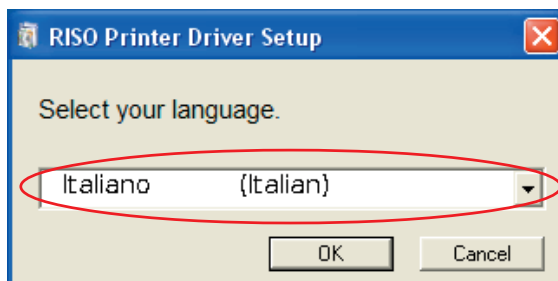 RISO Printer Driver Setup
Select your language.
Italiano (Italian)
OK Cancel